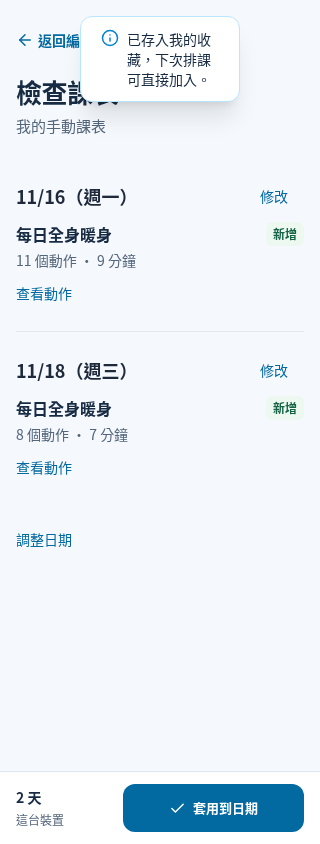 返回編
已存入我的收
藏，下次排課
可直接加入。
檢查課表
我的手動課表
11/16（週一）
修改
每日全身暖身
新增
11 個動作 · 9 分鐘
查看動作
11/18（週三）
修改
每日全身暖身
新增
8 個動作 · 7 分鐘
查看動作
調整日期
2 天
這台裝置
套用到日期